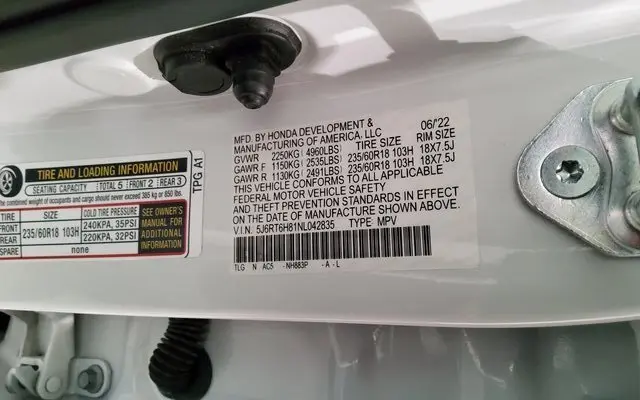 MFD. BY HONDA DEVELOPMENT & 06/22
MANUFACTURING OF AMERICA, LLC
GVWR 2250KG ( 4960LBS) TIRE SIZE RIM SIZE
GAWR F 1150KG ( 2535LBS) 235/60R18 103H 18X7.5J
GAWR R 1130KG ( 2491LBS) 235/60R18 103H 18X7.5J
THIS VEHICLE CONFORMS TO ALL APPLICABLE
FEDERAL MOTOR VEHICLE SAFETY
AND THEFT PREVENTION STANDARDS IN EFFECT
ON THE DATE OF MANUFACTURE SHOWN ABOVE.
V.I.N. 5J6RT6H81NL042835 TYPE MPV
TLG N AC5 -NH883P -A-L
TIRE AND LOADING INFORMATION
SEATING CAPACITY TOTAL 5 FRONT 2 REAR 3
combined weight of occupants and cargo should never exceed 385 kg or 850 lbs.
TIRE SIZE COLD TIRE PRESSURE
FRONT 235/60R18 103H 240KPA, 35PSI
REAR 220KPA, 32PSI
SPARE none
SEE OWNER'S
MANUAL FOR
ADDITIONAL
INFORMATION
TPG A1